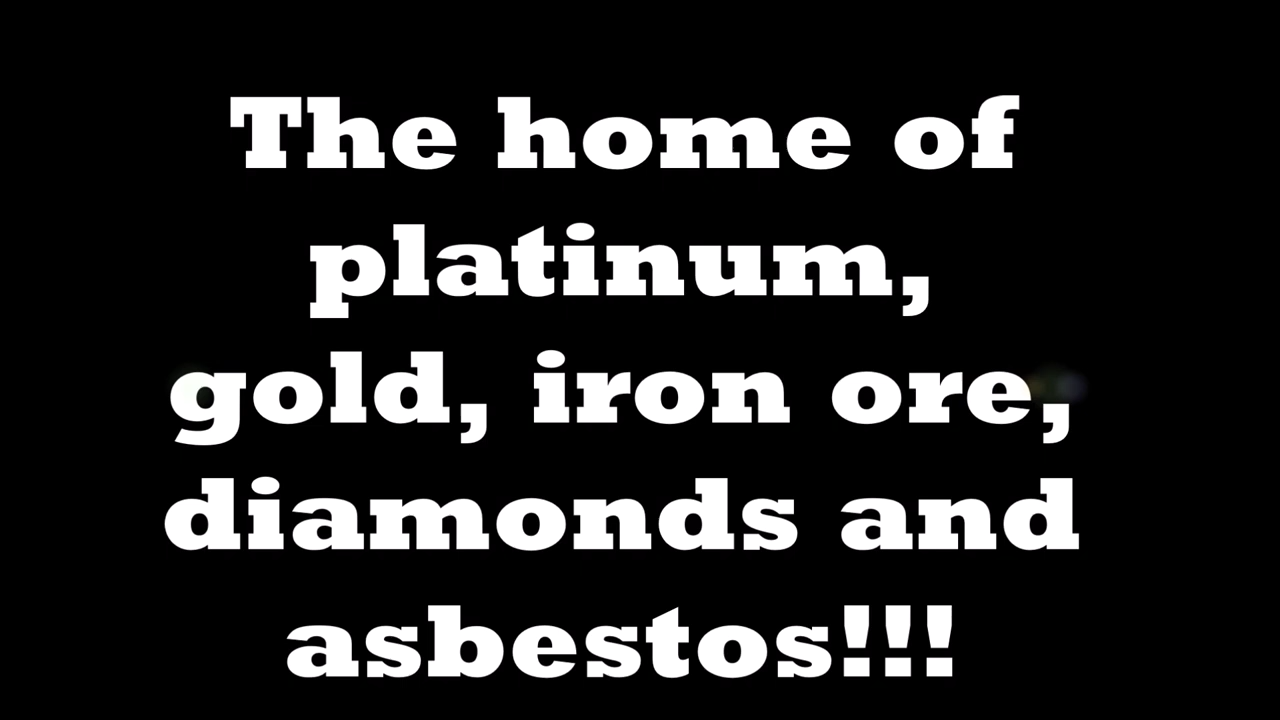 The home of
platinum,
gold, iron ore,
diamonds and
asbestos!!!